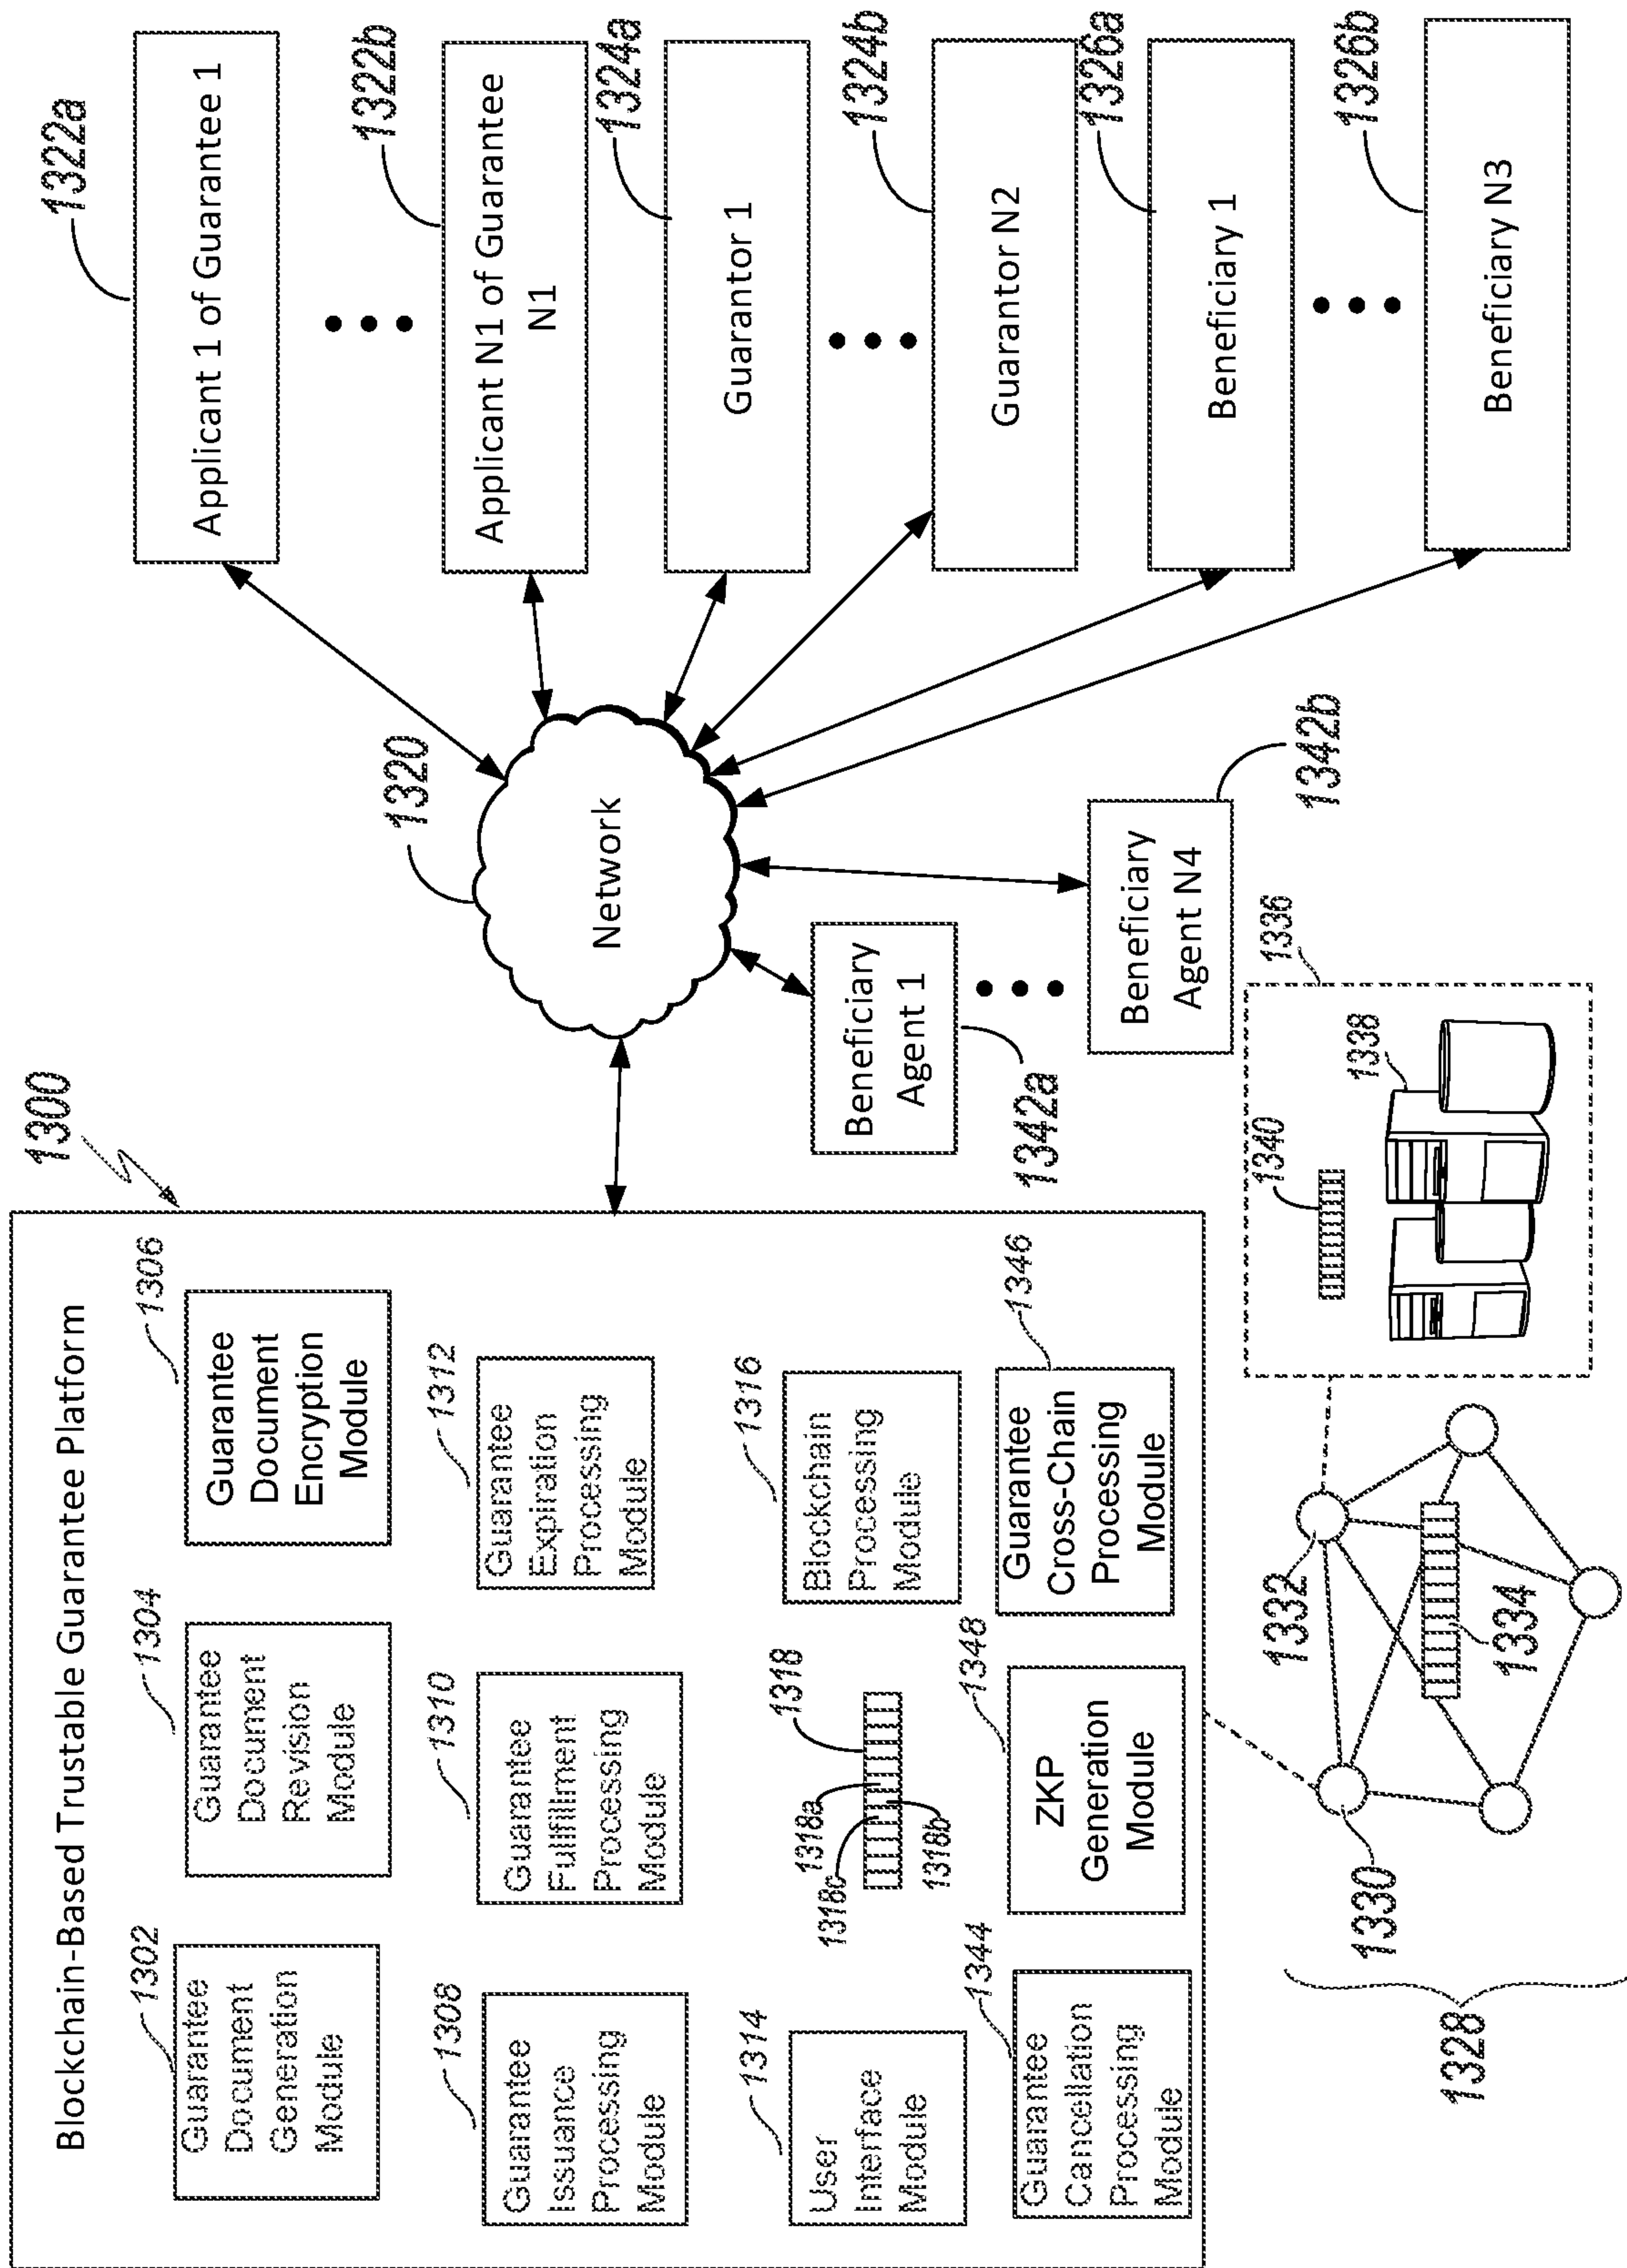 1300
Blockchain-Based Trustable Guarantee Platform
1302
Guarantee
Document
Generation
Module
1304
Guarantee
Document
Revision
Module
1306
Guarantee
Document
Encryption
Module
1308
Guarantee
Issuance
Processing
Module
1310
Guarantee
Fullfillment
Processing
Module
1312
Guarantee
Expiration
Processing
Module
1314
User
Interface
Module
1318
1318a
1318c
1318b
1316
Blockchain
Processing
Module
1344
Guarantee
Cancellation
Processing
Module
1348
ZKP
Generation
Module
1346
Guarantee
Cross-Chain
Processing
Module
1320
Network
1322a
Applicant 1 of Guarantee 1
1322b
Applicant N1 of Guarantee
N1
1324a
Guarantor 1
1324b
Guarantor N2
1326a
Beneficiary 1
1326b
Beneficiary N3
Beneficiary
Agent 1
1342a
Beneficiary
Agent N4
1342b
1328
1330
1332
1334
1336
1338
1340